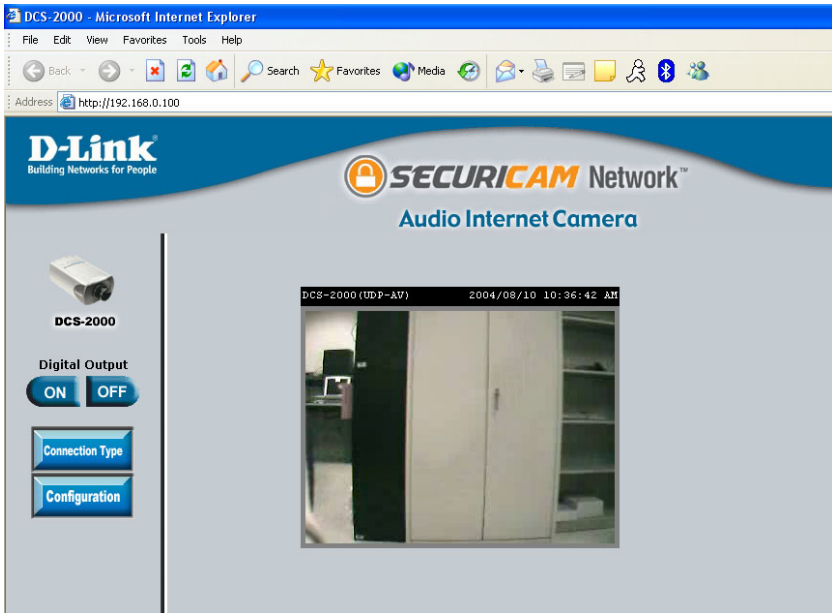 DCS-2000 - Microsoft Internet Explorer
File Edit View Favorites Tools Help
Back Search Favorites Media
Address http://192.168.0.100
D-Link®
Building Networks for People
SECURICAM Network™
Audio Internet Camera
DCS-2000(UDP-AV) 2004/08/10 10:36:42 AM
DCS-2000
Digital Output
ON OFF
Connection Type
Configuration